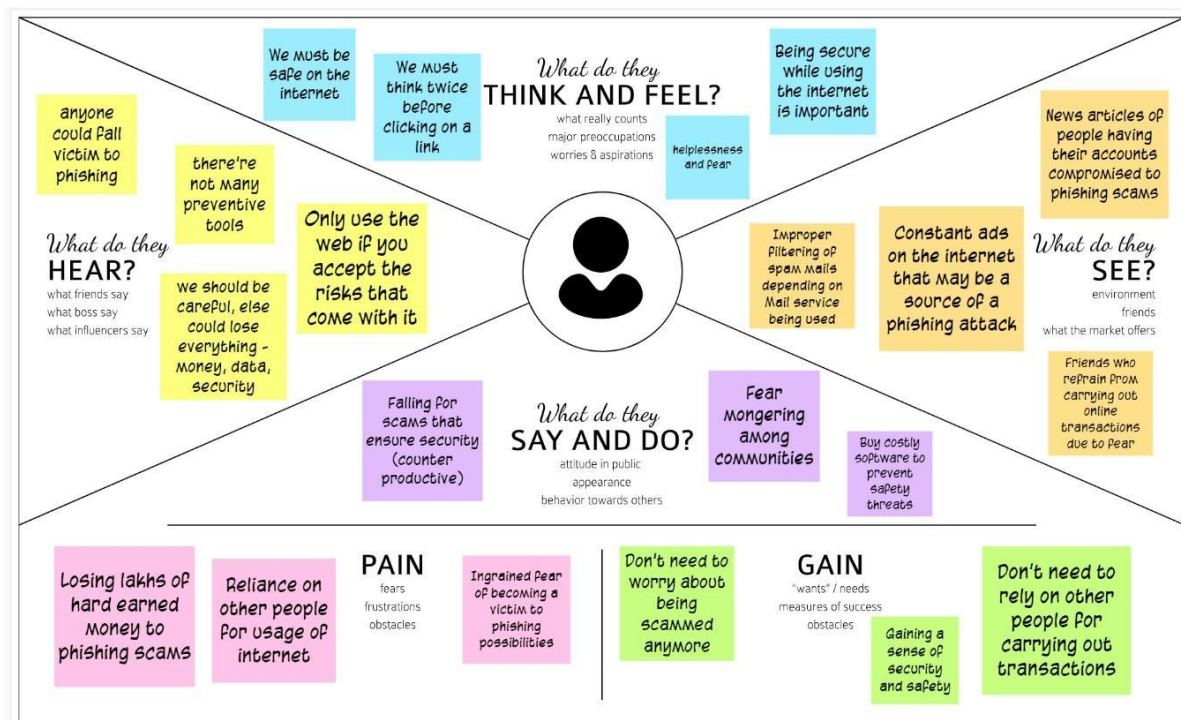 We must be
safe on the
internet
We must
think twice
before
clicking on a
link
What do they
THINK AND FEEL?
what really counts
major preoccupations
worries & aspirations
helplessness
and fear
Being secure
while using
the internet
is important
anyone
could fall
victim to
phishing
there're
not many
preventive
tools
Only use the
web if you
accept the
risks that
come with it
What do they
HEAR?
what friends say
what boss say
what influencers say
we should be
careful, else
could lose
everything -
money, data,
security
News articles of
people having
their accounts
compromised to
phishing scams
Improper
filtering of
spam mails
depending on
Mail service
being used
Constant ads
on the internet
that may be a
source of a
phishing attack
What do they
SEE?
environment
friends
what the market offers
Friends who
refrain from
carrying out
online
transactions
due to fear
Falling for
scams that
ensure security
(counter
productive)
What do they
SAY AND DO?
attitude in public
appearance
behavior towards others
Fear
mongering
among
communities
Buy costly
software to
prevent
safety
threats
Losing lakhs of
hard earned
money to
phishing scams
Reliance on
other people
for usage of
internet
PAIN
fears
frustrations
obstacles
Ingrained fear
of becoming a
victim to
phishing
possibilities
Don't need to
worry about
being
scammed
anymore
GAIN
"wants" / needs
measures of success
obstacles
Gaining a
sense of
security
and safety
Don't need to
rely on other
people for
carrying out
transactions